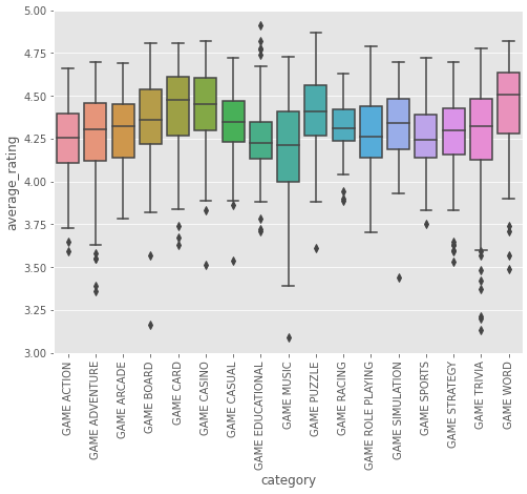 5.00
4.75
4.50
4.25
4.00
3.75
3.50
3.25
3.00
average_rating
GAME ACTION
GAME ADVENTURE
GAME ARCADE
GAME BOARD
GAME CARD
GAME CASINO
GAME CASUAL
GAME EDUCATIONAL
GAME MUSIC
GAME PUZZLE
GAME RACING
GAME ROLE PLAYING
GAME SIMULATION
GAME SPORTS
GAME STRATEGY
GAME TRIVIA
GAME WORD
category